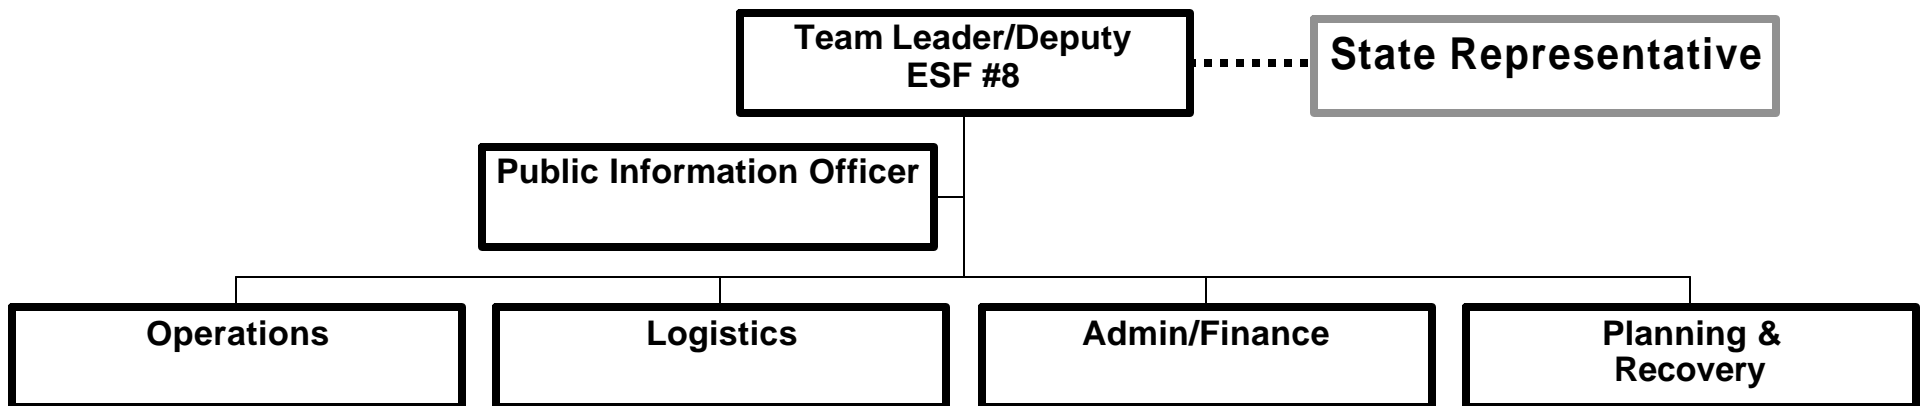 Team Leader/Deputy
ESF #8
State Representative
Public Information Officer
Operations
Logistics
Admin/Finance
Planning &
Recovery